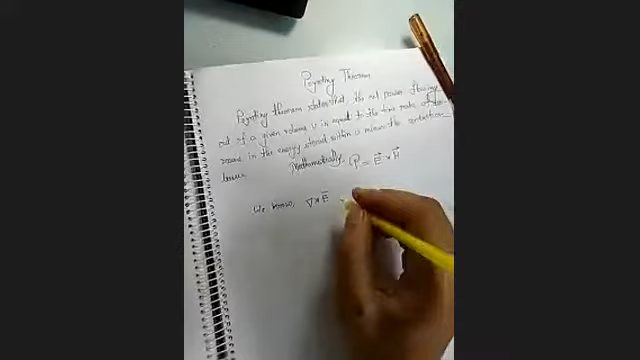 Poynting Theorem
Poynting theorem states that, the net power flowing
out of a given volume v is equal to the time rate of de-
crease in the energy stored within v minus the conduction
losses.
Mathematically, P = E⃗ × H⃗
We know, ∇×E̅